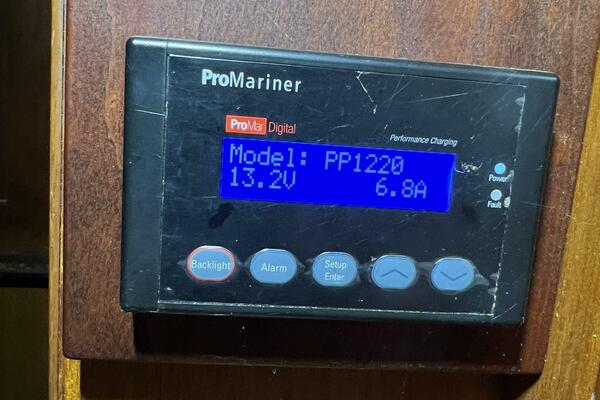 ProMariner
ProMar Digital
Performance Charging
Model: PP1220
13.2V 6.8A
Power
Fault
Backlight
Alarm
Setup
Enter